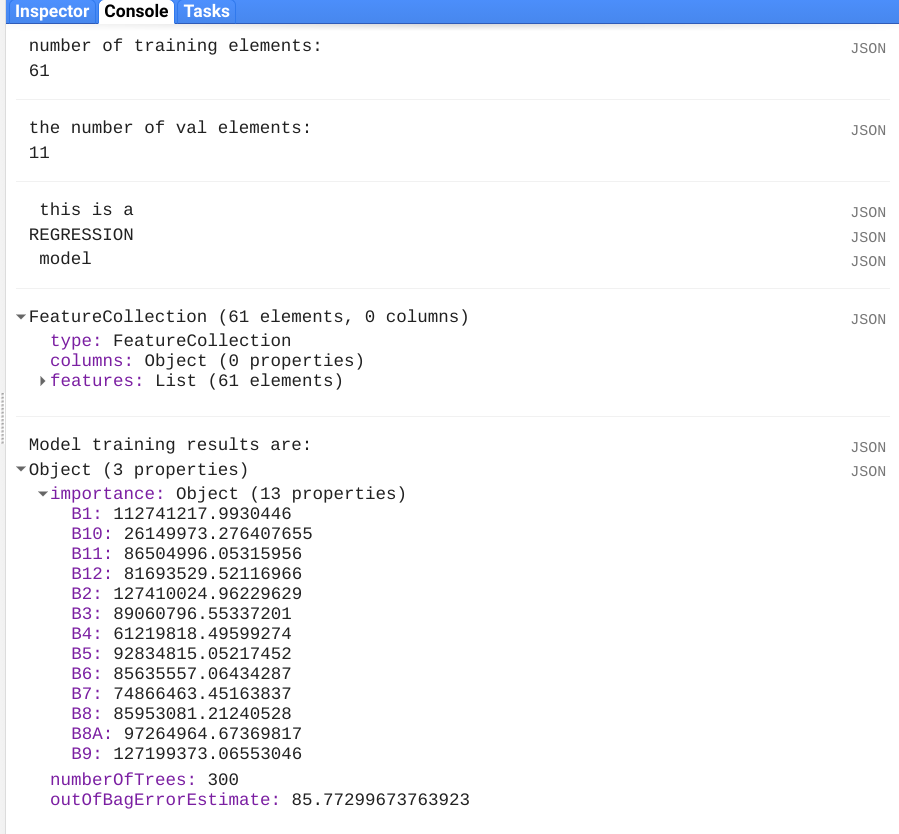 Inspector Console Tasks
number of training elements: JSON
61
the number of val elements: JSON
11
this is a JSON
REGRESSION JSON
model JSON
FeatureCollection (61 elements, 0 columns) JSON
type: FeatureCollection
columns: Object (0 properties)
features: List (61 elements)
Model training results are: JSON
Object (3 properties) JSON
importance: Object (13 properties)
B1: 112741217.9930446
B10: 26149973.276407655
B11: 86504996.05315956
B12: 81693529.52116966
B2: 127410024.96229629
B3: 89060796.55337201
B4: 61219818.49599274
B5: 92834815.05217452
B6: 85635557.06434287
B7: 74866463.45163837
B8: 85953081.21240528
B8A: 97264964.67369817
B9: 127199373.06553046
numberOfTrees: 300
outOfBagErrorEstimate: 85.77299673763923